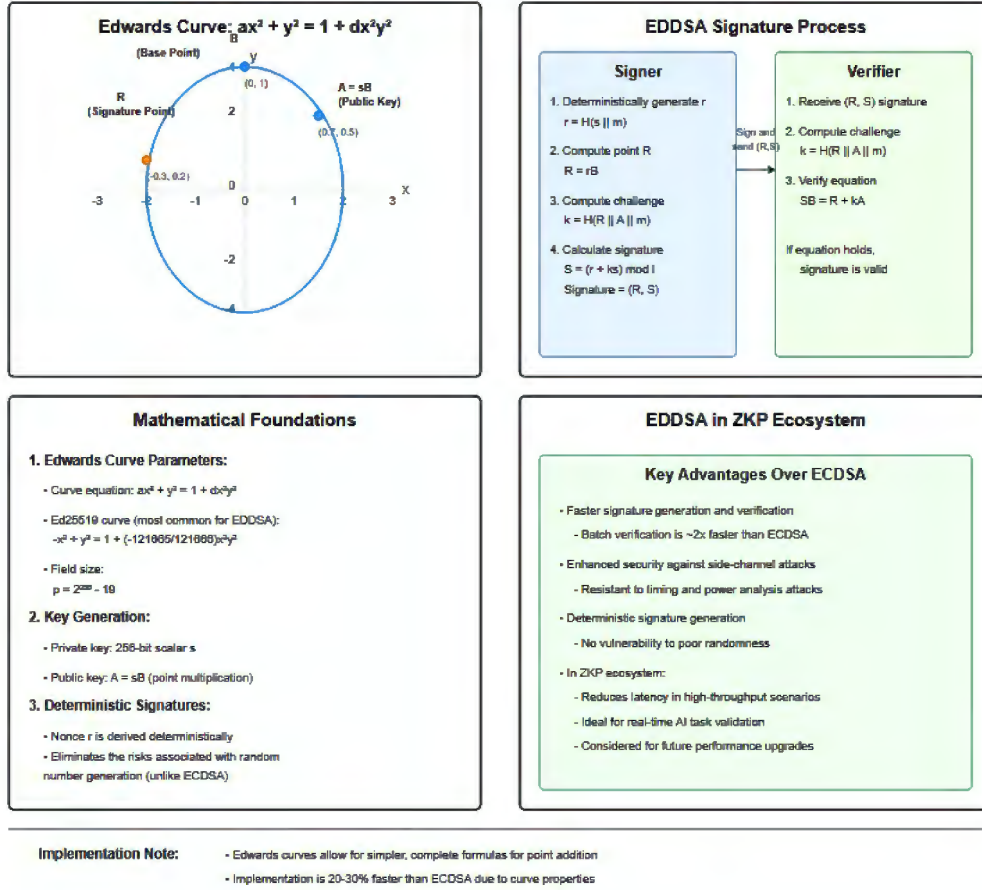 Edwards Curve: ax² + y² = 1 + dx²y²
B
(Base Point)
y
4
(0, 1)
A = sB
(Public Key)
R
(Signature Point)
2
(0.7, 0.5)
(-0.3, 0.2)
0
X
-3
-2
-1
0
1
2
3
-2
-4
EDDSA Signature Process
Signer
1. Deterministically generate r
r = H(s || m)
2. Compute point R
R = rB
3. Compute challenge
k = H(R || A || m)
4. Calculate signature
S = (r + ks) mod l
Signature = (R, S)
Sign and
send (R,S)
Verifier
1. Receive (R, S) signature
2. Compute challenge
k = H(R || A || m)
3. Verify equation
SB = R + kA
If equation holds,
signature is valid
Mathematical Foundations
1. Edwards Curve Parameters:
- Curve equation: ax² + y² = 1 + dx²y²
- Ed25519 curve (most common for EDDSA):
-x² + y² = 1 + (-121665/121666)x²y²
- Field size:
p = 2²⁵⁵ - 19
2. Key Generation:
- Private key: 256-bit scalar s
- Public key: A = sB (point multiplication)
3. Deterministic Signatures:
- Nonce r is derived deterministically
- Eliminates the risks associated with random
number generation (unlike ECDSA)
EDDSA in ZKP Ecosystem
Key Advantages Over ECDSA
- Faster signature generation and verification
- Batch verification is ~2x faster than ECDSA
- Enhanced security against side-channel attacks
- Resistant to timing and power analysis attacks
- Deterministic signature generation
- No vulnerability to poor randomness
- In ZKP ecosystem:
- Reduces latency in high-throughput scenarios
- Ideal for real-time AI task validation
- Considered for future performance upgrades
Implementation Note:
- Edwards curves allow for simpler, complete formulas for point addition
- Implementation is 20-30% faster than ECDSA due to curve properties